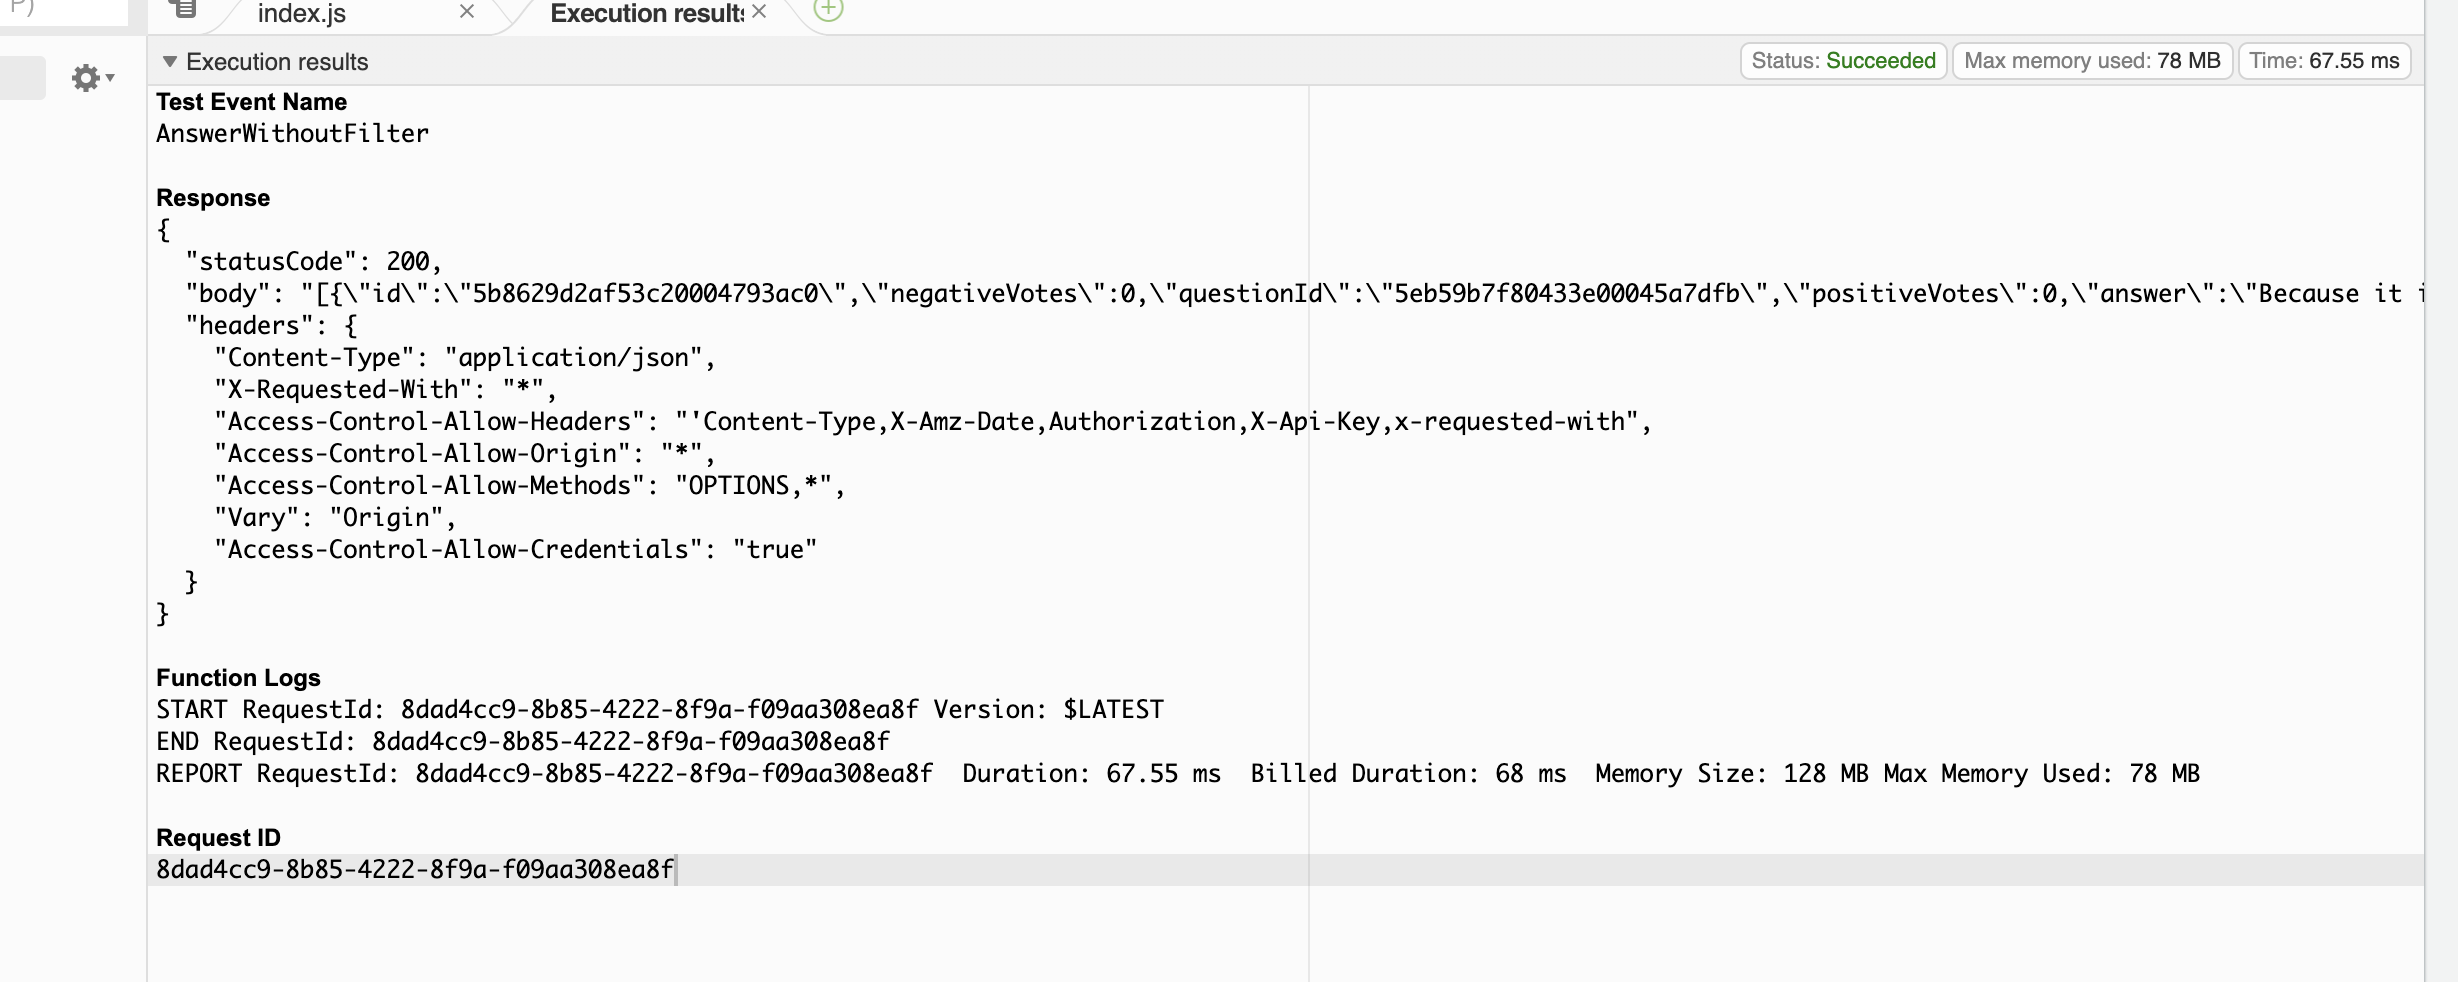 P)
index.js
Execution results
Execution results
Status: Succeeded Max memory used: 78 MB Time: 67.55 ms
Test Event Name
AnswerWithoutFilter
Response
{
"statusCode": 200,
"body": "[{\"id\":\"5b8629d2af53c20004793ac0\",\"negativeVotes\":0,\"questionId\":\"5eb59b7f80433e00045a7dfb\",\"positiveVotes\":0,\"answer\":\"Because it
"headers": {
"Content-Type": "application/json",
"X-Requested-With": "*",
"Access-Control-Allow-Headers": "'Content-Type,X-Amz-Date,Authorization,X-Api-Key,x-requested-with",
"Access-Control-Allow-Origin": "*",
"Access-Control-Allow-Methods": "OPTIONS,*",
"Vary": "Origin",
"Access-Control-Allow-Credentials": "true"
}
}
Function Logs
START RequestId: 8dad4cc9-8b85-4222-8f9a-f09aa308ea8f Version: $LATEST
END RequestId: 8dad4cc9-8b85-4222-8f9a-f09aa308ea8f
REPORT RequestId: 8dad4cc9-8b85-4222-8f9a-f09aa308ea8f Duration: 67.55 ms Billed Duration: 68 ms Memory Size: 128 MB Max Memory Used: 78 MB
Request ID
8dad4cc9-8b85-4222-8f9a-f09aa308ea8f